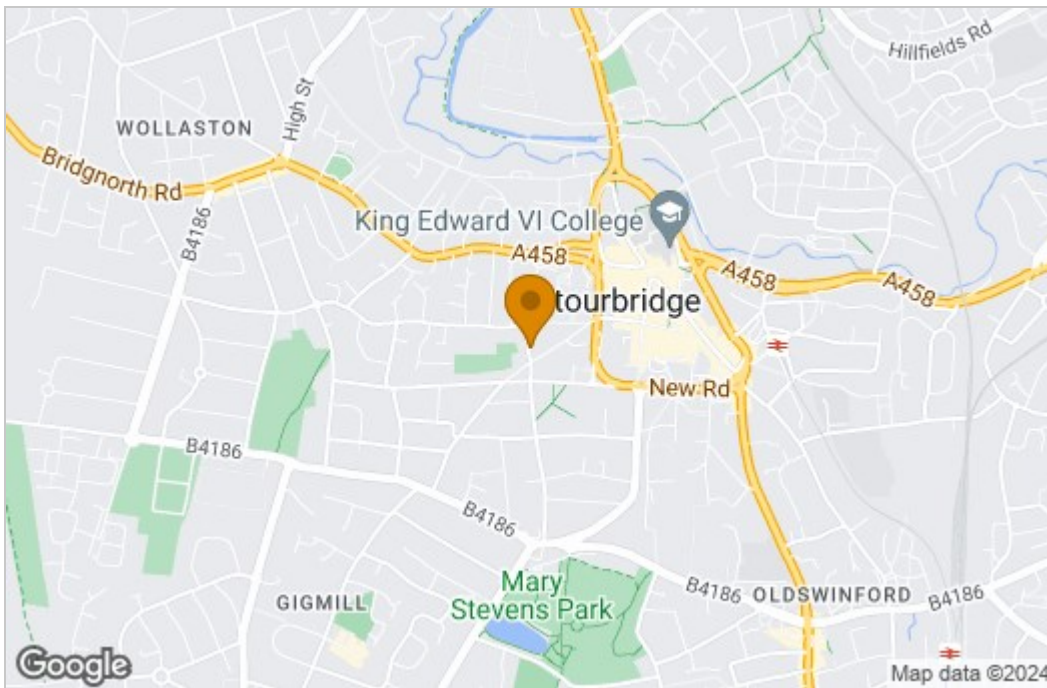 Hillfields Rd
WOLLASTON
High St
Bridgnorth Rd
King Edward VI College
B4186
A458
A458
A458
tourbridge
New Rd
B4186
B4186
Mary
Stevens Park
B4186
OLDSWINFORD
B4186
GIGMILL
Google
Map data ©2024